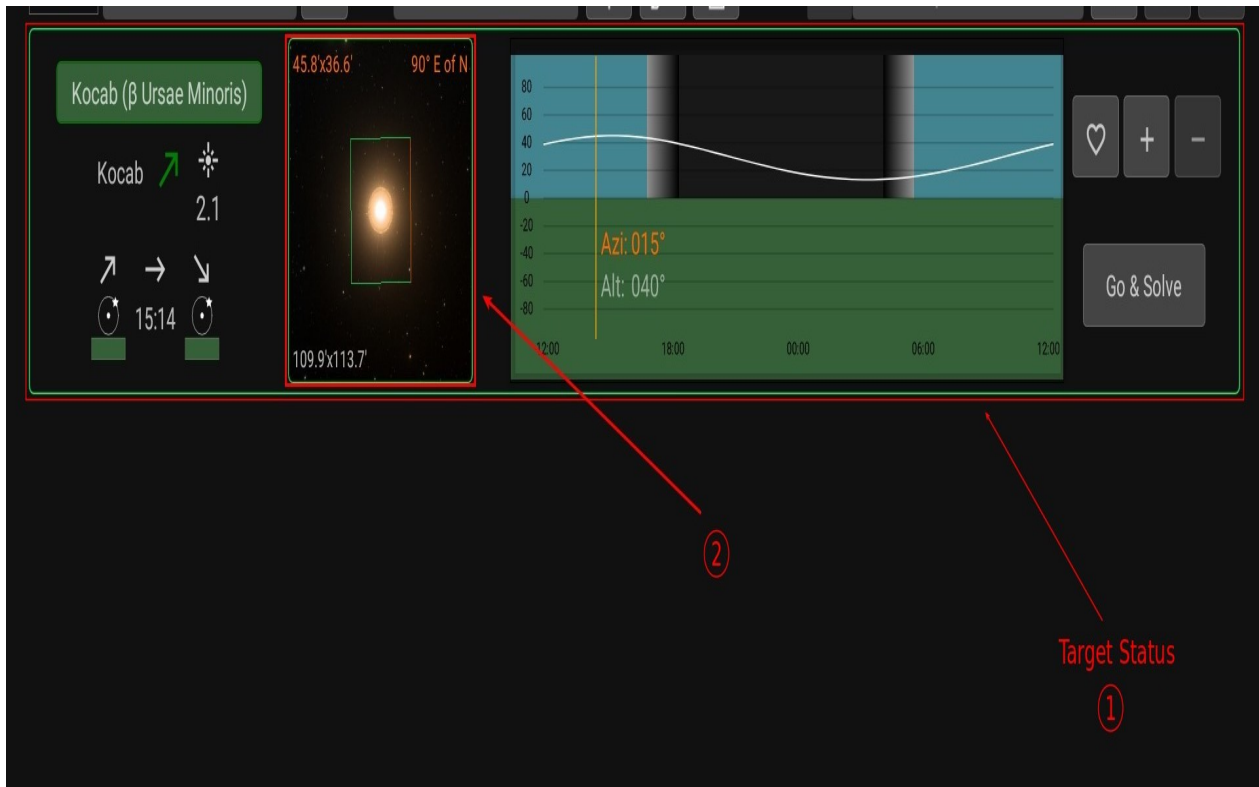 Kocab (β Ursae Minoris)
Kocab
2.1
15:14
45.8'x36.6' 90° E of N
109.9'x113.7'
80
60
40
20
0
-20
-40
-60
-80
Azi: 015°
Alt: 040°
12:00 18:00 00:00 06:00 12:00
+ -
Go & Solve
②
Target Status
①